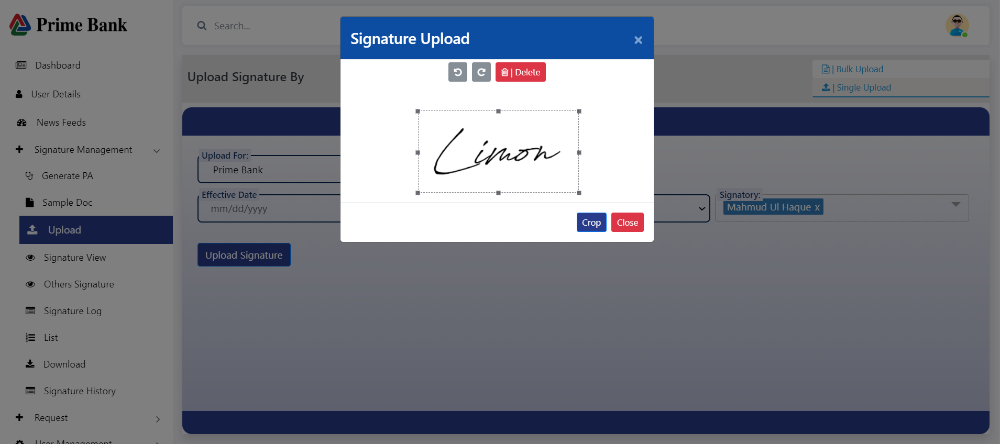 Prime Bank
Dashboard
User Details
News Feeds
Signature Management
Generate PA
Sample Doc
Upload
Signature View
Others Signature
Signature Log
List
Download
Signature History
Request
User Management
Search...
Upload Signature By
| Bulk Upload
| Single Upload
Upload For:
Prime Bank
Effective Date
mm/dd/yyyy
Signatory:
Mahmud Ul Haque x
Upload Signature
Signature Upload
×
| Delete
Limon
Crop
Close